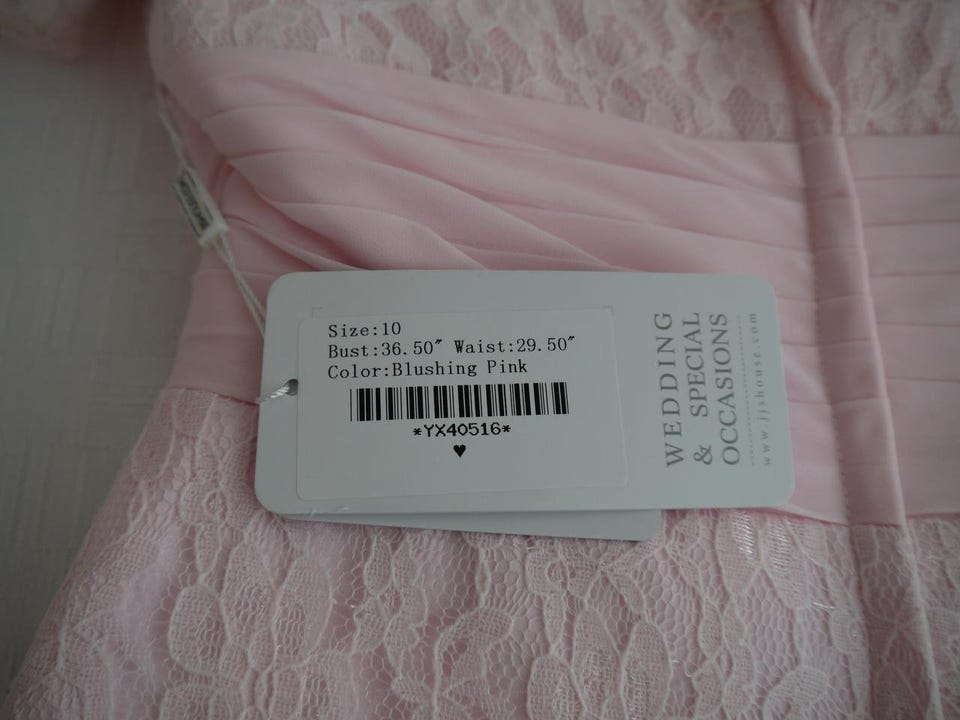 Size:10
Bust:36.50″ Waist:29.50″
Color:Blushing Pink
*YX40516*
♥
WEDDING
& SPECIAL
OCCASIONS
www.jjshouse.com